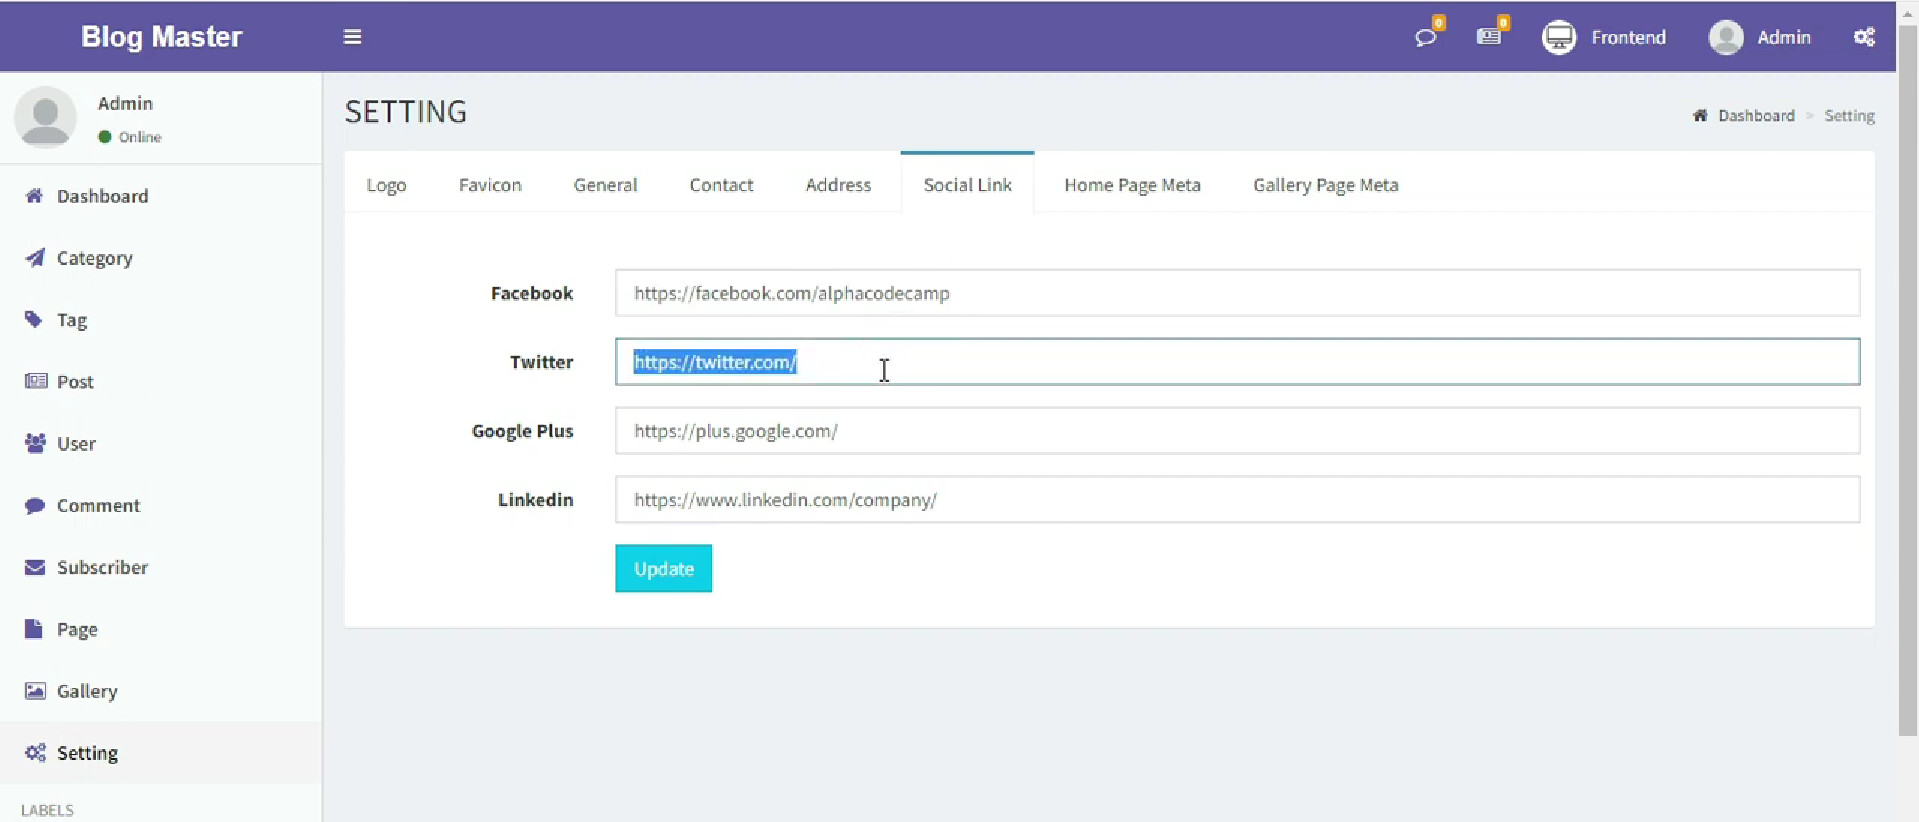 Blog Master
0
0
Frontend
Admin
Admin
Online
SETTING
Dashboard > Setting
Dashboard
Category
Tag
Post
User
Comment
Subscriber
Page
Gallery
Setting
LABELS
Logo Favicon General Contact Address Social Link Home Page Meta Gallery Page Meta
Facebook https://facebook.com/alphacodecamp
Twitter https://twitter.com/
Google Plus https://plus.google.com/
Linkedin https://www.linkedin.com/company/
Update